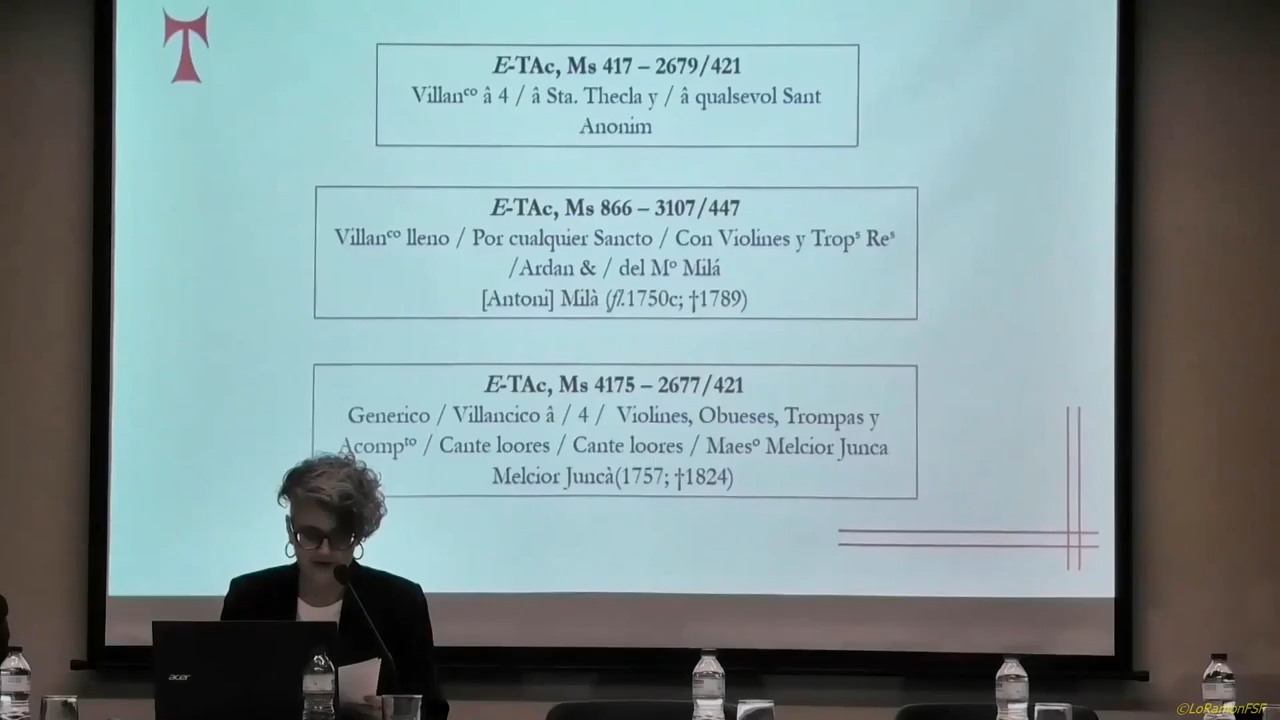 E-TAc, Ms 417 – 2679/421
Villanᶜᵒ â 4 / â Sta. Thecla y / â qualsevol Sant
Anonim
E-TAc, Ms 866 – 3107/447
Villanᶜᵒ lleno / Por cualquier Sancto / Con Violines y Tropˢ Reˢ
/Ardan & / del Mº Milá
[Antoni] Milà (fl.1750c; †1789)
E-TAc, Ms 4175 – 2677/421
Generico / Villancico â / 4 / Violines, Obueses, Trompas y
Acompᵗᵒ / Cante loores / Cante loores / Maesº Melcior Junca
Melcior Juncà(1757; †1824)
acer
©LoRamonFSF